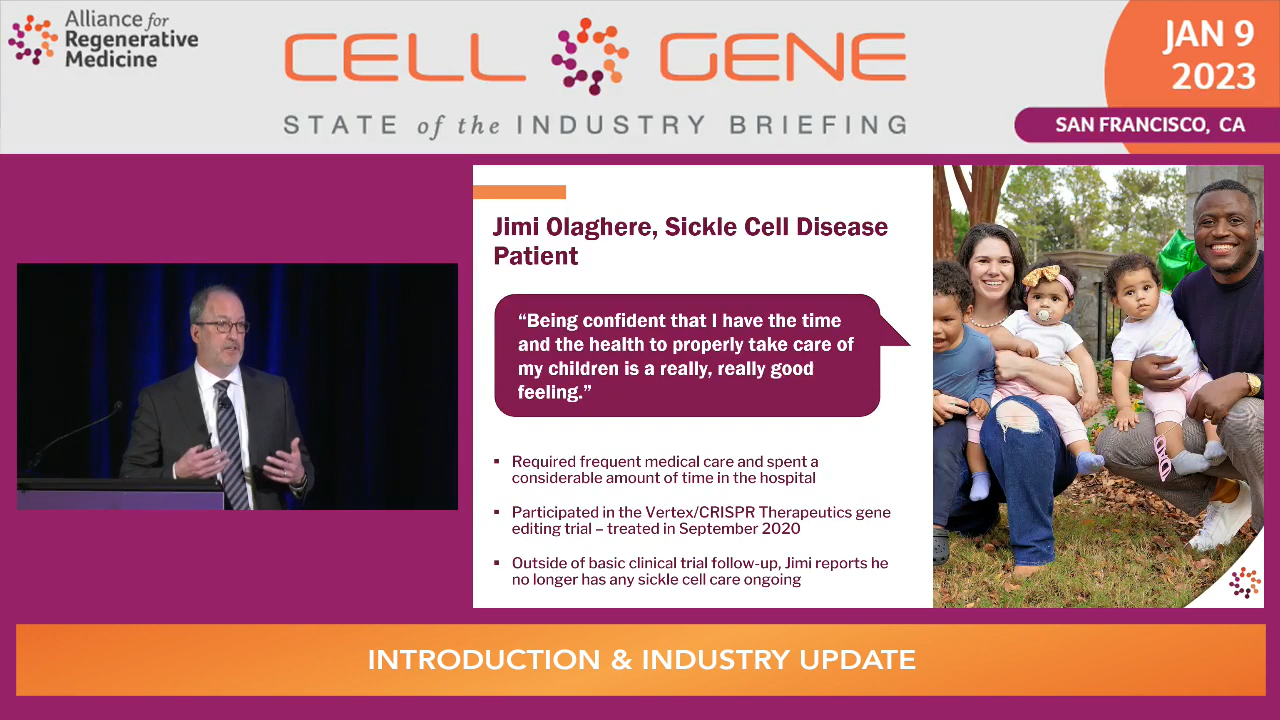 Alliance for
Regenerative
Medicine
CELL GENE
STATE of the INDUSTRY BRIEFING
JAN 9
2023
SAN FRANCISCO, CA
Jimi Olaghere, Sickle Cell Disease
Patient
“Being confident that I have the time
and the health to properly take care of
my children is a really, really good
feeling.”
▪ Required frequent medical care and spent a
considerable amount of time in the hospital
▪ Participated in the Vertex/CRISPR Therapeutics gene
editing trial – treated in September 2020
▪ Outside of basic clinical trial follow-up, Jimi reports he
no longer has any sickle cell care ongoing
INTRODUCTION & INDUSTRY UPDATE